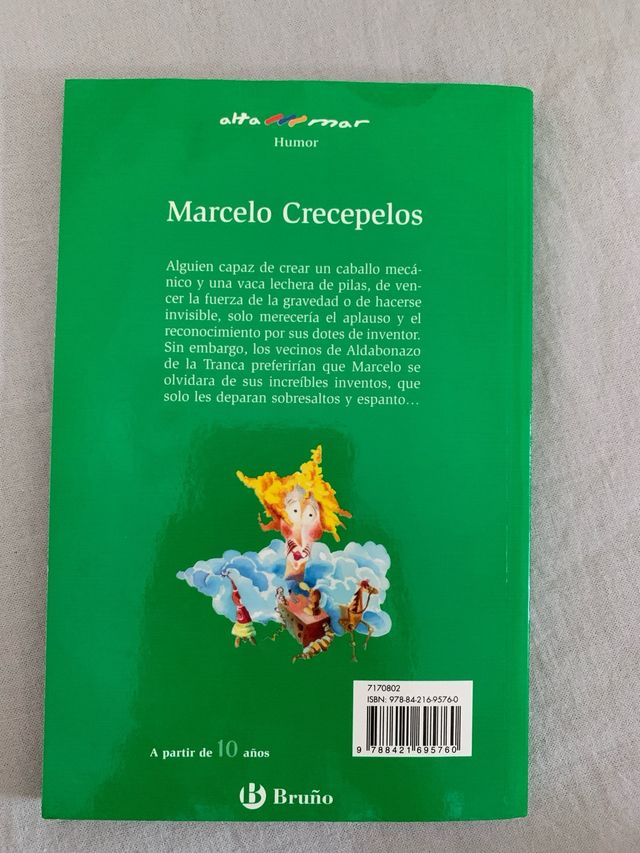 alta mar
Humor
Marcelo Crecepelos
Alguien capaz de crear un caballo mecá-
nico y una vaca lechera de pilas, de ven-
cer la fuerza de la gravedad o de hacerse
invisible, solo merecería el aplauso y el
reconocimiento por sus dotes de inventor.
Sin embargo, los vecinos de Aldabonazo
de la Tranca preferirían que Marcelo se
olvidara de sus increíbles inventos, que
solo les deparan sobresaltos y espanto...
7170802
ISBN: 978-84-216-9576-0
9 788421 695760
A partir de 10 años
B Bruño